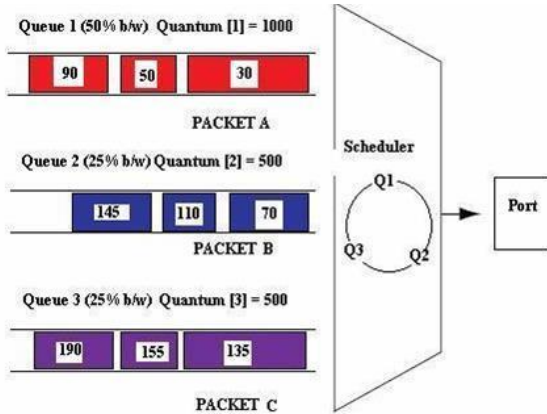 Queue 1 (50% b/w) Quantum [1] = 1000
90 50 30
PACKET A
Queue 2 (25% b/w) Quantum [2] = 500
145 110 70
PACKET B
Queue 3 (25% b/w) Quantum [3] = 500
190 155 135
PACKET C
Scheduler
Q1
Q3 Q2
Port